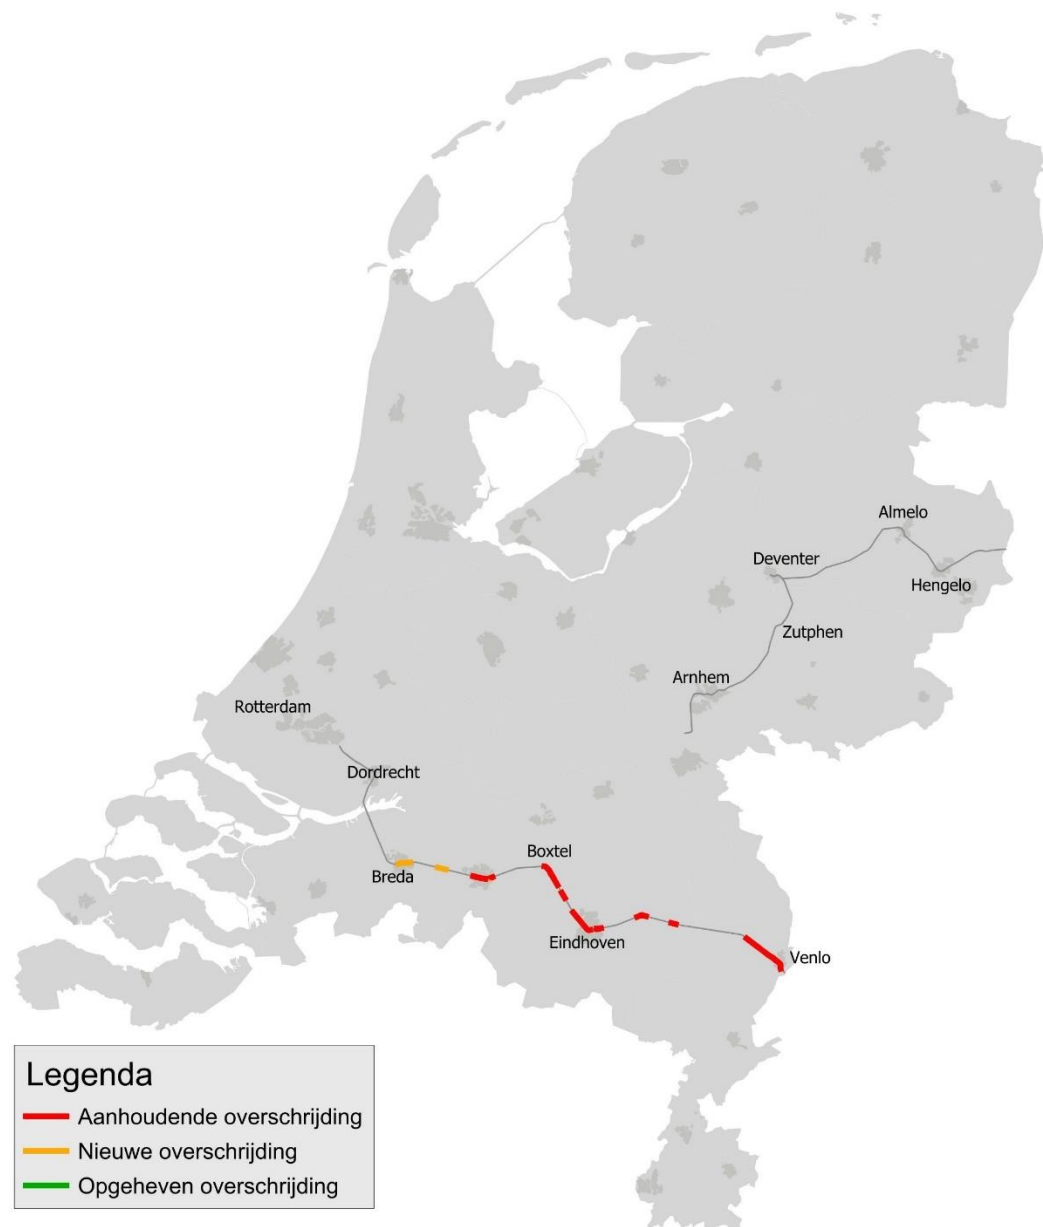 Almelo
Deventer
Hengelo
Zutphen
Arnhem
Rotterdam
Dordrecht
Boxtel
Breda
Eindhoven
Venlo
Legenda
Aanhoudende overschrijding
Nieuwe overschrijding
Opgeheven overschrijding